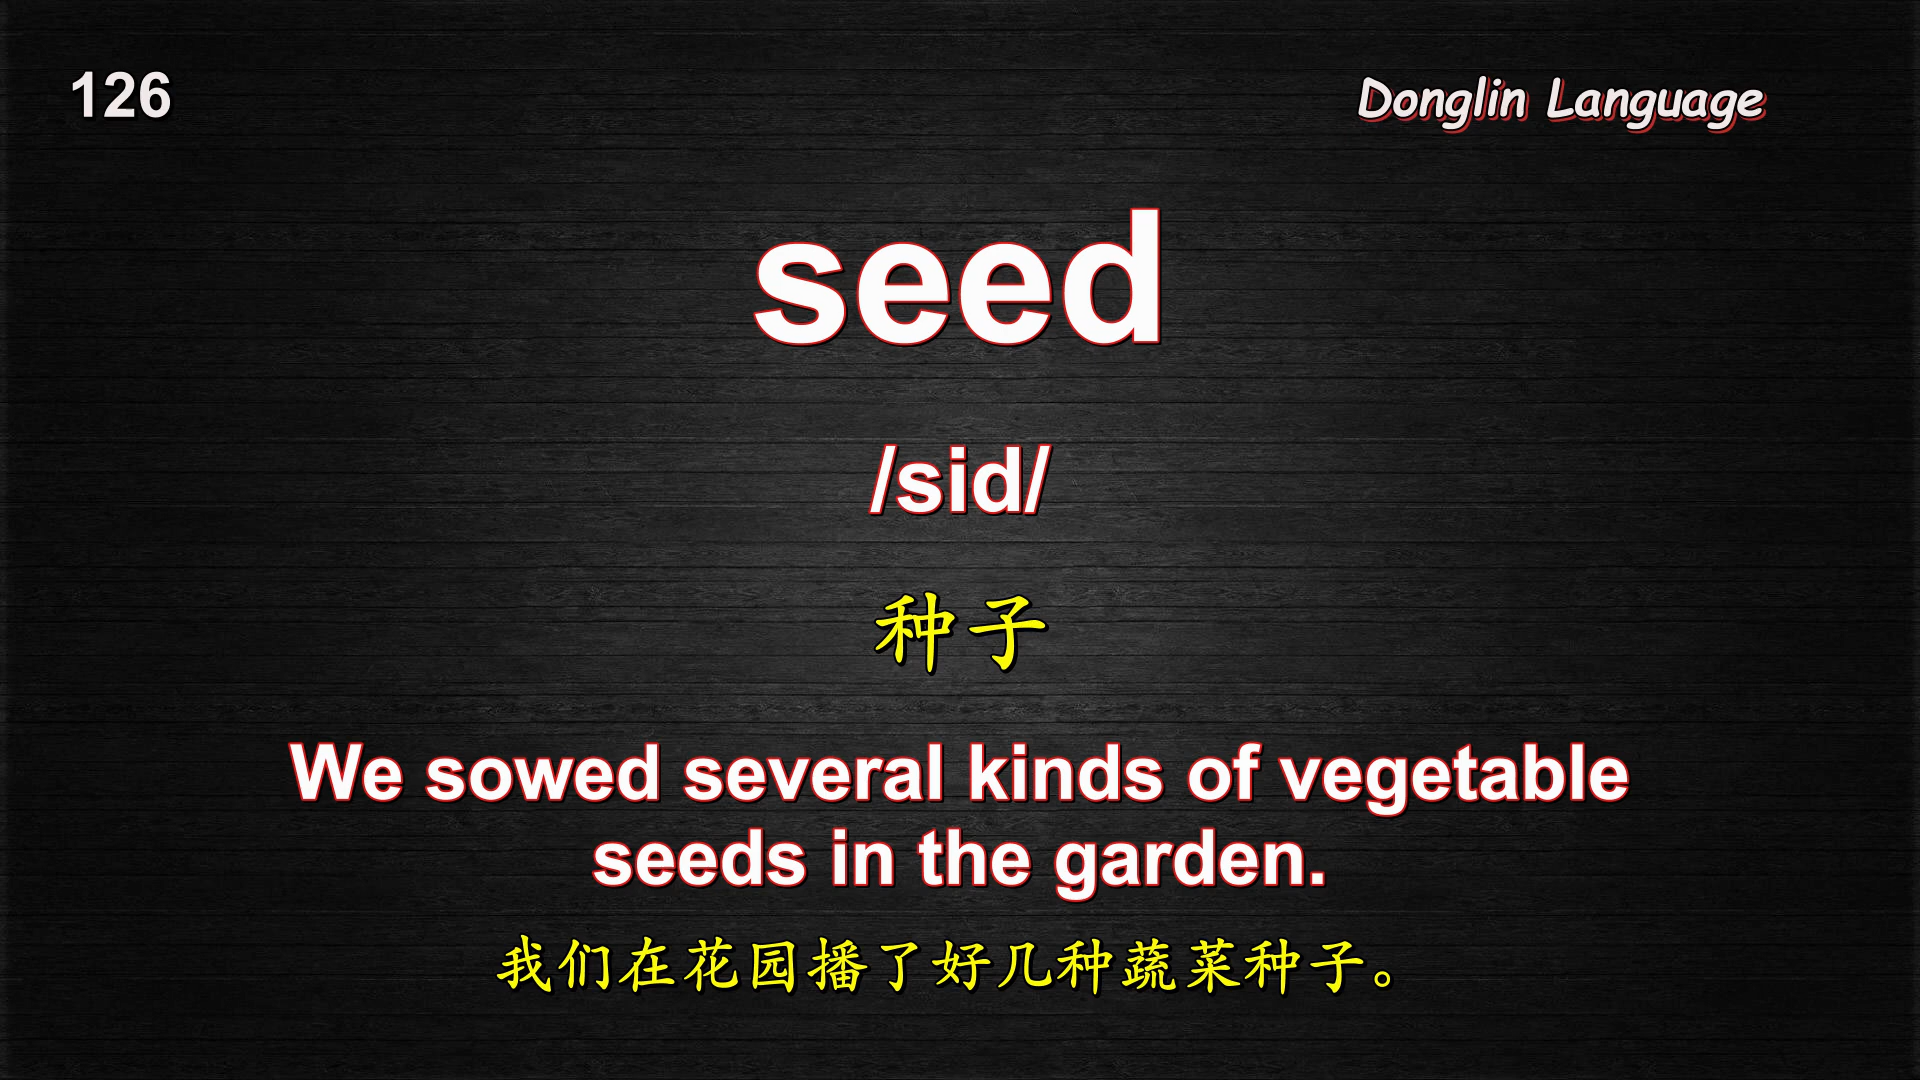 126
Donglin Language
seed
/sid/
种子
We sowed several kinds of vegetable
seeds in the garden.
我们在花园播了好几种蔬菜种子。